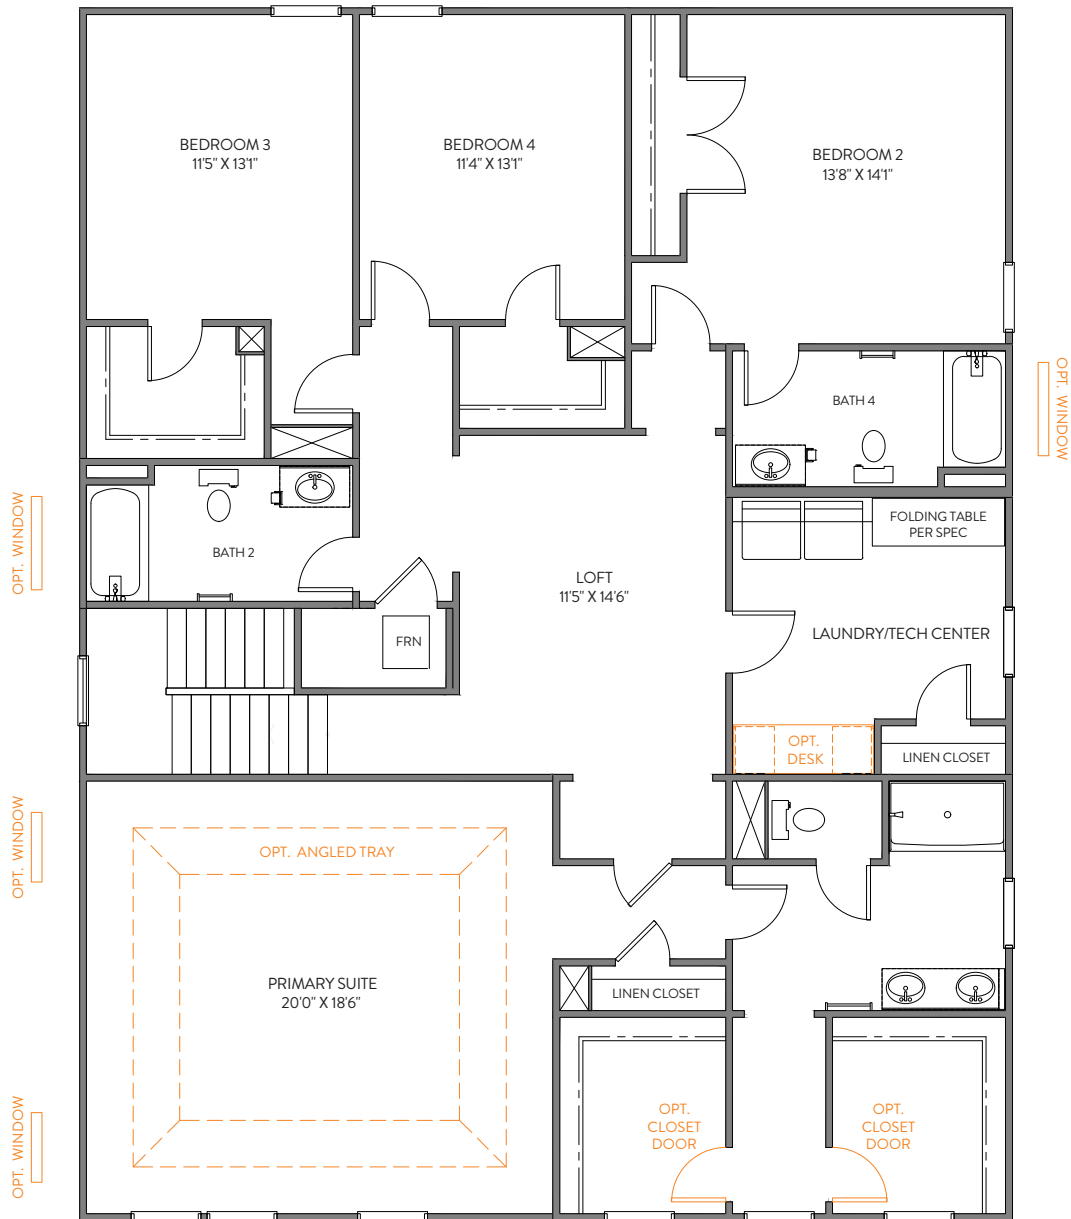 BEDROOM 3
11'5" X 13'1"
BEDROOM 4
11'4" X 13'1"
BEDROOM 2
13'8" X 14'1"
BATH 4
OPT. WINDOW
FOLDING TABLE
PER SPEC
OPT. WINDOW
BATH 2
LOFT
11'5" X 14'6"
FRN
LAUNDRY/TECH CENTER
OPT.
DESK
LINEN CLOSET
OPT. WINDOW
OPT. ANGLED TRAY
PRIMARY SUITE
20'0" X 18'6"
LINEN CLOSET
OPT. WINDOW
OPT.
CLOSET
DOOR
OPT.
CLOSET
DOOR